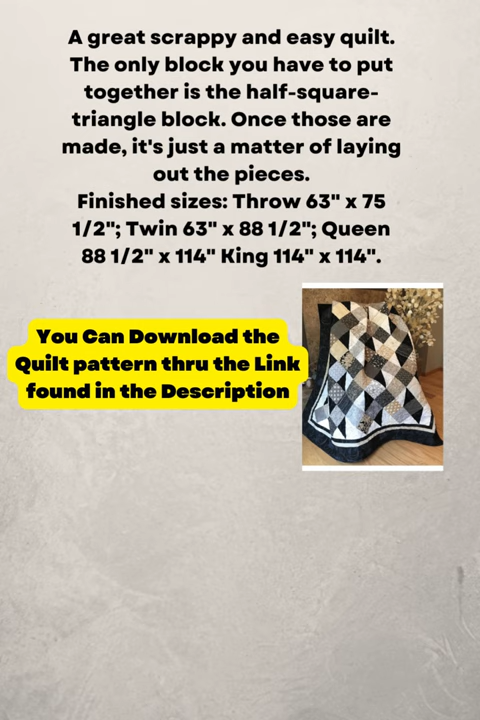 A great scrappy and easy quilt.
The only block you have to put
together is the half-square-
triangle block. Once those are
made, it's just a matter of laying
out the pieces.
Finished sizes: Throw 63" x 75
1/2"; Twin 63" x 88 1/2"; Queen
88 1/2" x 114" King 114" x 114".
You Can Download the
Quilt pattern thru the Link
found in the Description